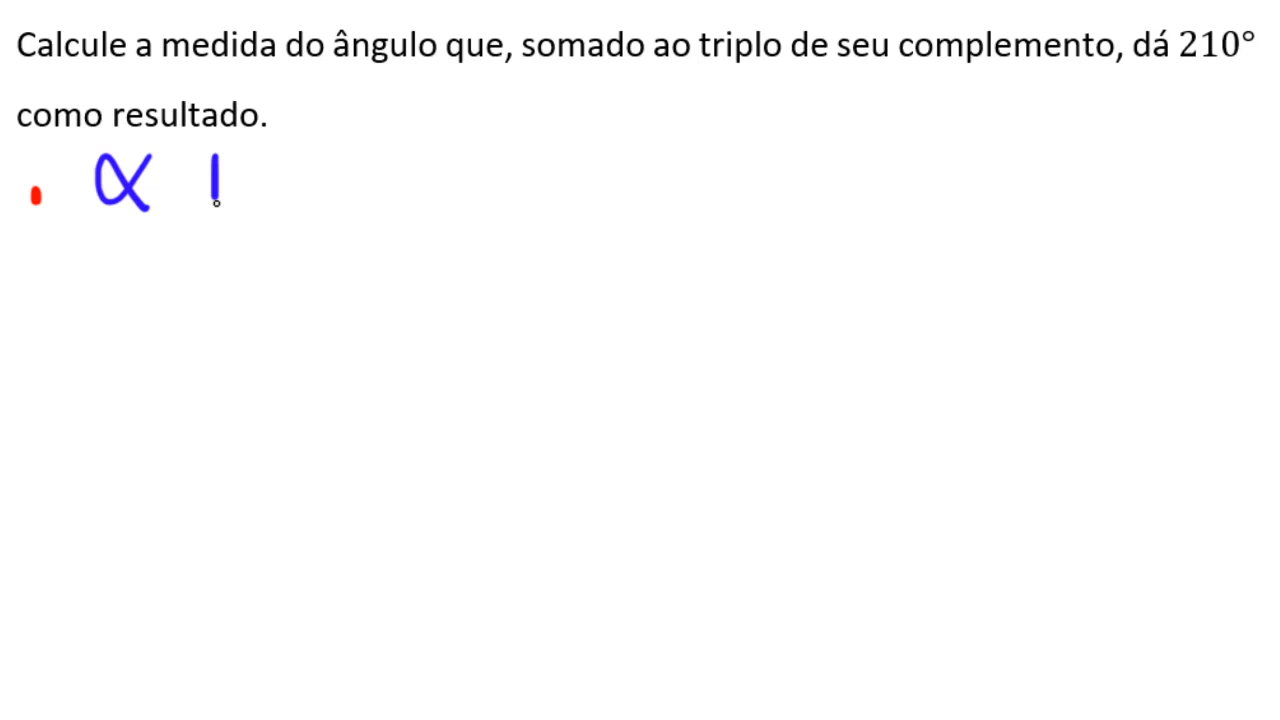 Calcule a medida do ângulo que, somado ao triplo de seu complemento, dá 210°
como resultado.
. α |